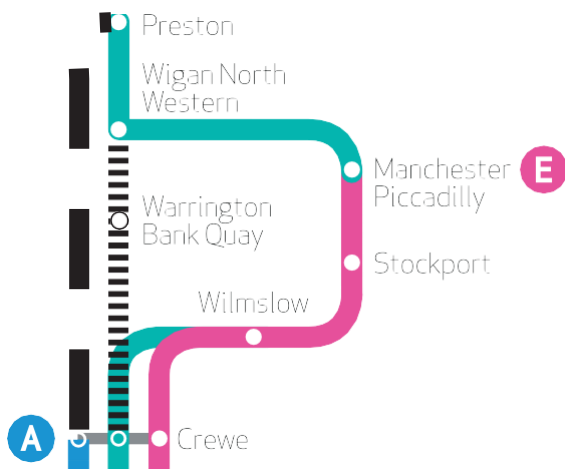 Preston
Wigan North
Western
Manchester
Piccadilly
E
Warrington
Bank Quay
Stockport
Wilmslow
A
Crewe